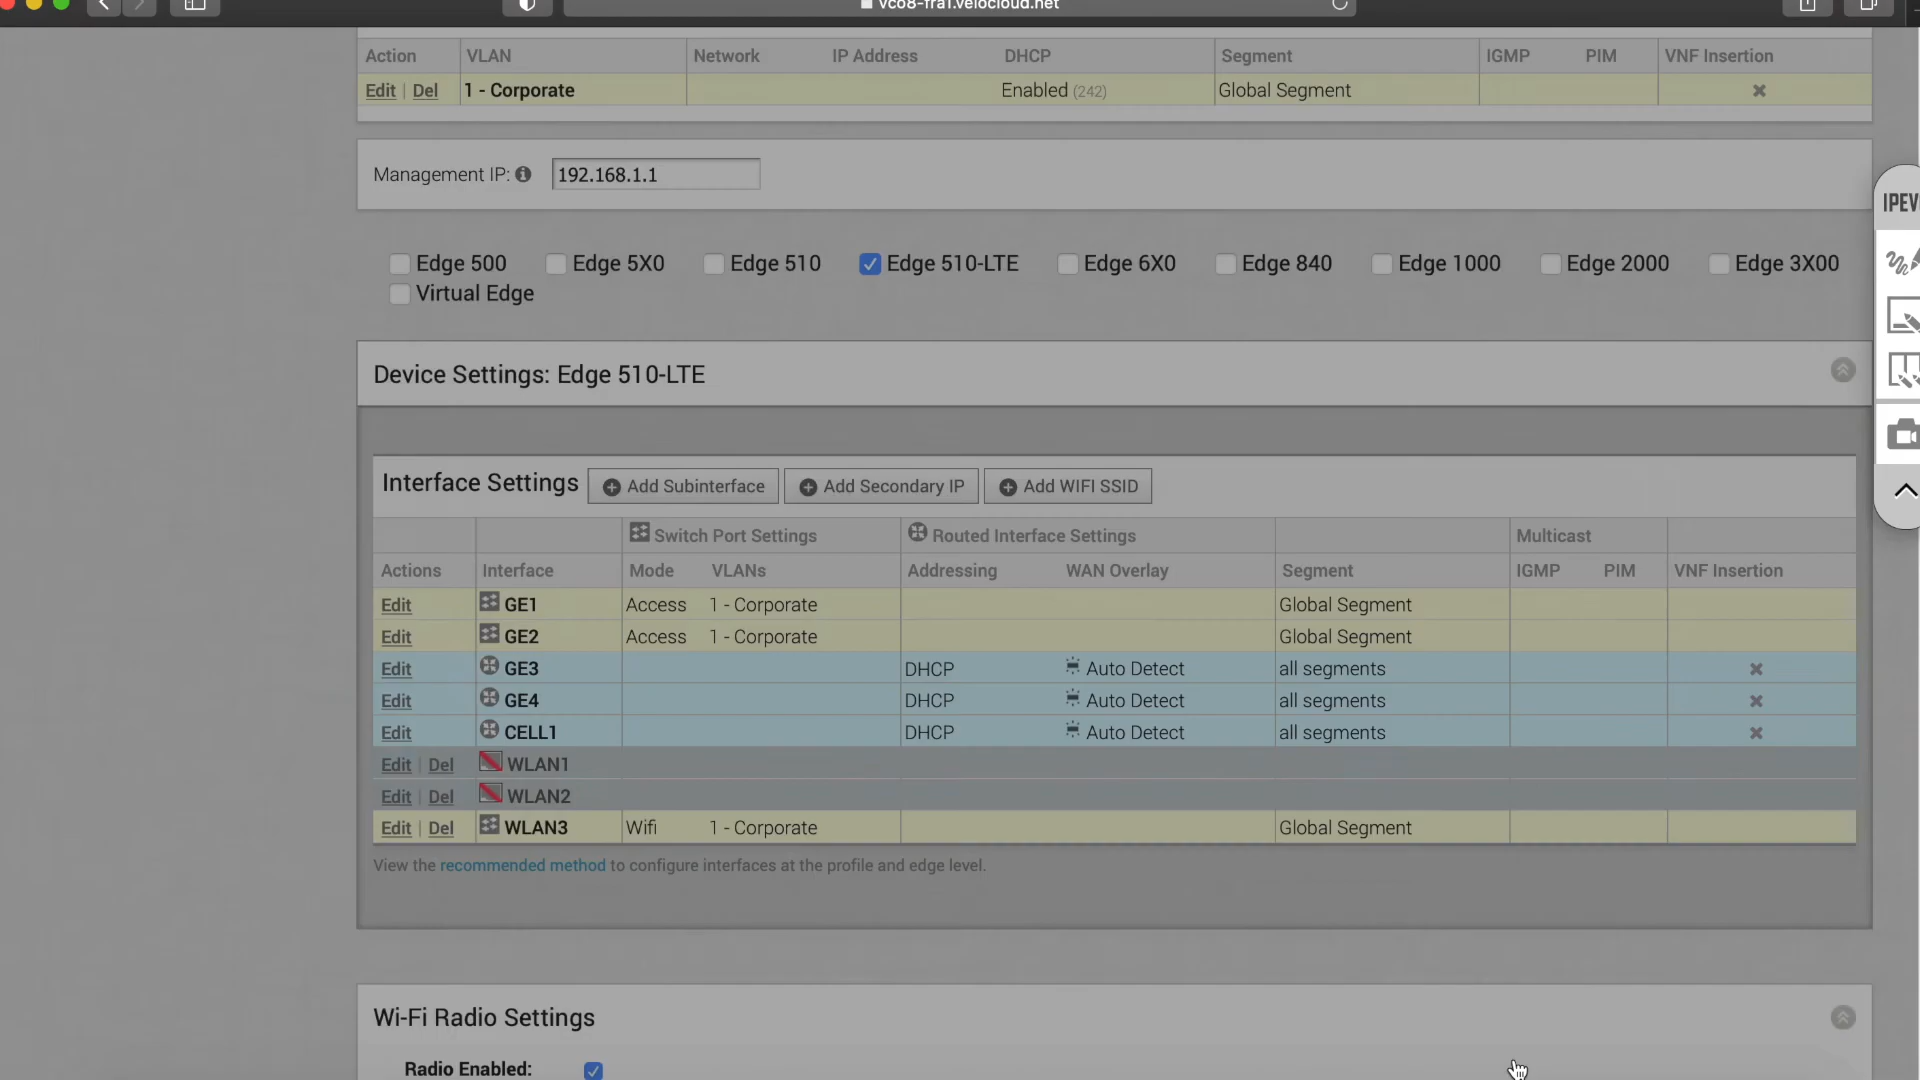 vco8-fra1.velocloud.net
Action VLAN Network IP Address DHCP Segment IGMP PIM VNF Insertion
Edit | Del 1 - Corporate Enabled (242) Global Segment
Management IP: 192.168.1.1
IPEV
Edge 500 Edge 5X0 Edge 510 Edge 510-LTE Edge 6X0 Edge 840 Edge 1000 Edge 2000 Edge 3X00
Virtual Edge
Device Settings: Edge 510-LTE
Interface Settings Add Subinterface Add Secondary IP Add WIFI SSID
Switch Port Settings Routed Interface Settings Multicast
Actions Interface Mode VLANs Addressing WAN Overlay Segment IGMP PIM VNF Insertion
Edit GE1 Access 1 - Corporate Global Segment
Edit GE2 Access 1 - Corporate Global Segment
Edit GE3 DHCP Auto Detect all segments
Edit GE4 DHCP Auto Detect all segments
Edit CELL1 DHCP Auto Detect all segments
Edit | Del WLAN1
Edit | Del WLAN2
Edit | Del WLAN3 Wifi 1 - Corporate Global Segment
View the recommended method to configure interfaces at the profile and edge level.
Wi-Fi Radio Settings
Radio Enabled: